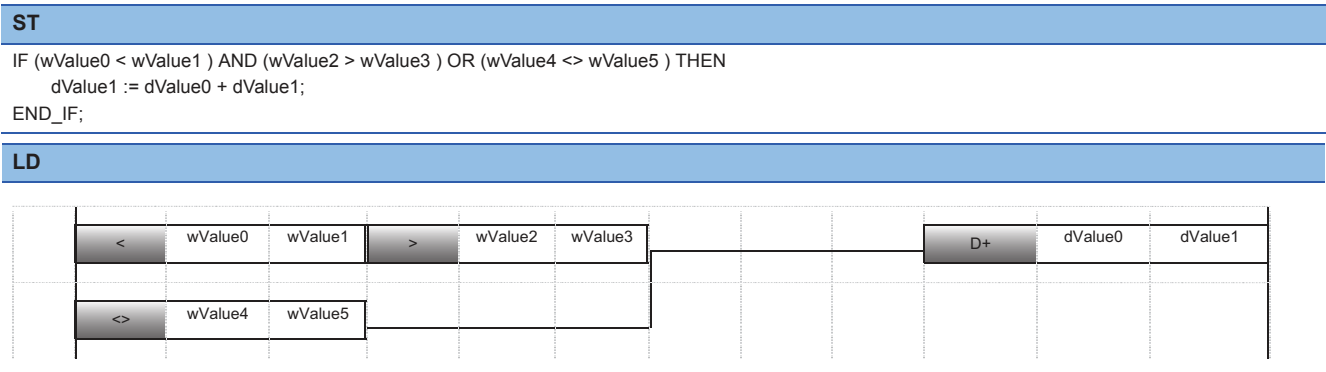 ST
IF (wValue0 < wValue1 ) AND (wValue2 > wValue3 ) OR (wValue4 <> wValue5 ) THEN
dValue1 := dValue0 + dValue1;
END_IF;
LD
< wValue0 wValue1 > wValue2 wValue3 D+ dValue0 dValue1
<> wValue4 wValue5